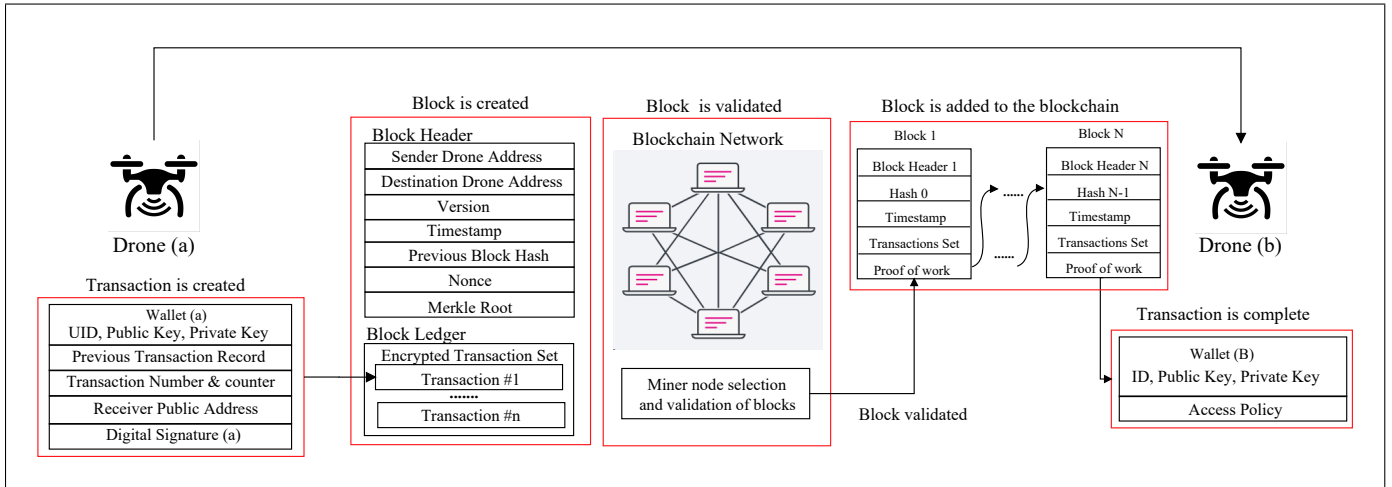 Drone (a)
Transaction is created
Wallet (a)
UID, Public Key, Private Key
Previous Transaction Record
Transaction Number & counter
Receiver Public Address
Digital Signature (a)
Block is created
Block Header
Sender Drone Address
Destination Drone Address
Version
Timestamp
Previous Block Hash
Nonce
Merkle Root
Block Ledger
Encrypted Transaction Set
Transaction #1
.......
Transaction #n
Block is validated
Blockchain Network
Miner node selection
and validation of blocks
Block validated
Block is added to the blockchain
Block 1
Block Header 1
Hash 0
Timestamp
Transactions Set
Proof of work
......
......
Block N
Block Header N
Hash N-1
Timestamp
Transactions Set
Proof of work
Drone (b)
Transaction is complete
Wallet (B)
ID, Public Key, Private Key
Access Policy